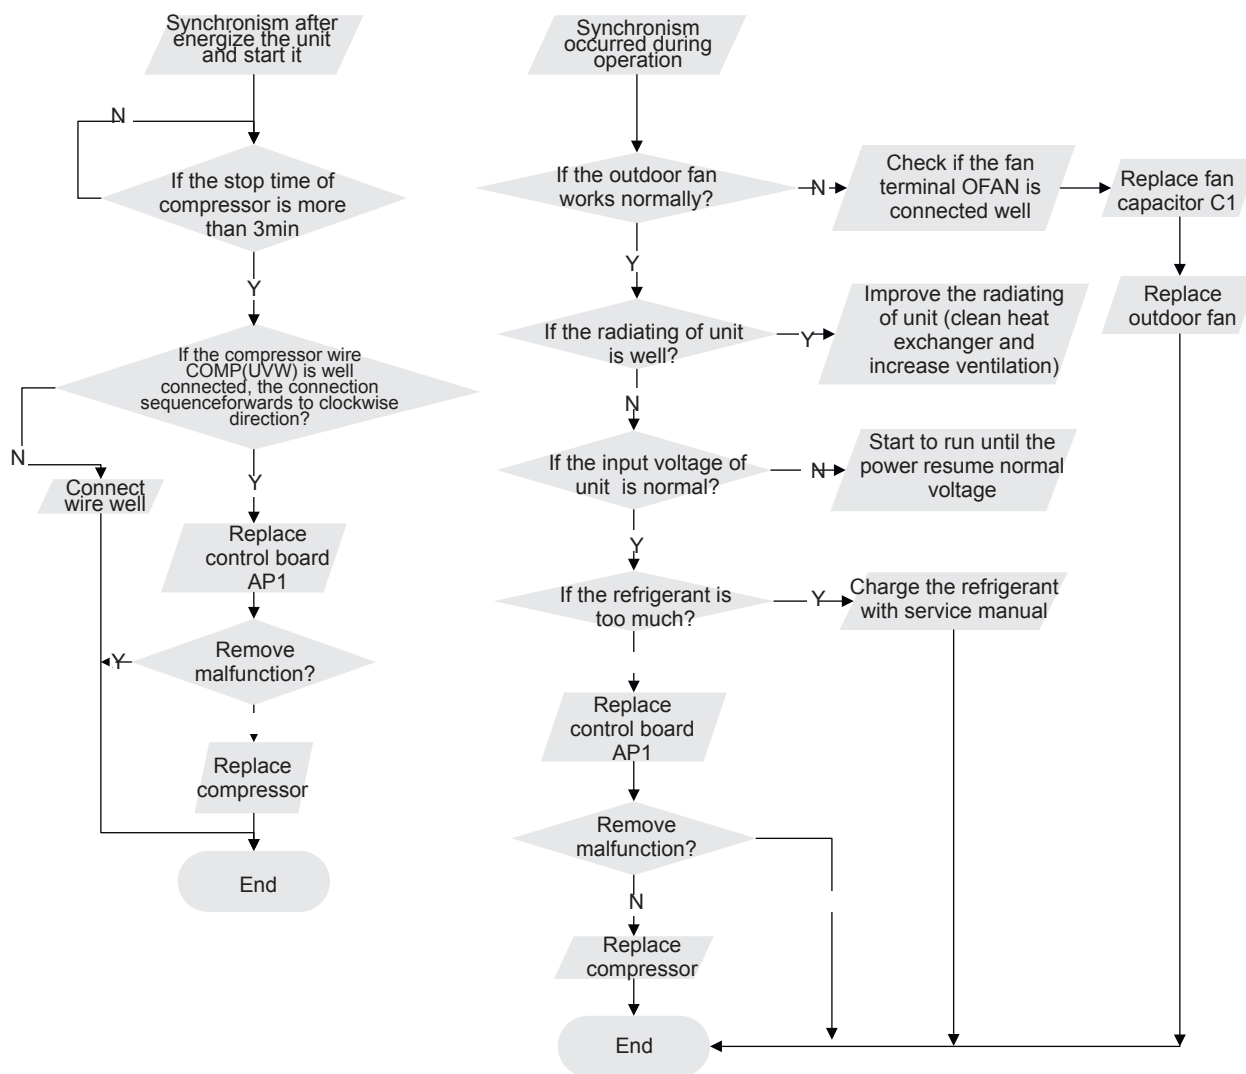 Synchronism after
energize the unit
and start it
N
If the stop time of
compressor is more
than 3min
Y
If the compressor wire
COMP(UVW) is well
connected, the connection
sequenceforwards to clockwise
direction?
N
Connect
wire well
Y
Replace
control board
AP1
Remove
malfunction?
Y
Replace
compressor
End
Synchronism
occurred during
operation
If the outdoor fan
works normally?
N
Check if the fan
terminal OFAN is
connected well
Replace fan
capacitor C1
Replace
outdoor fan
Y
If the radiating of unit
is well?
Y
Improve the radiating
of unit (clean heat
exchanger and
increase ventilation)
N
If the input voltage of
unit is normal?
N
Start to run until the
power resume normal
voltage
Y
If the refrigerant is
too much?
Y
Charge the refrigerant
with service manual
Replace
control board
AP1
Remove
malfunction?
N
Replace
compressor
End